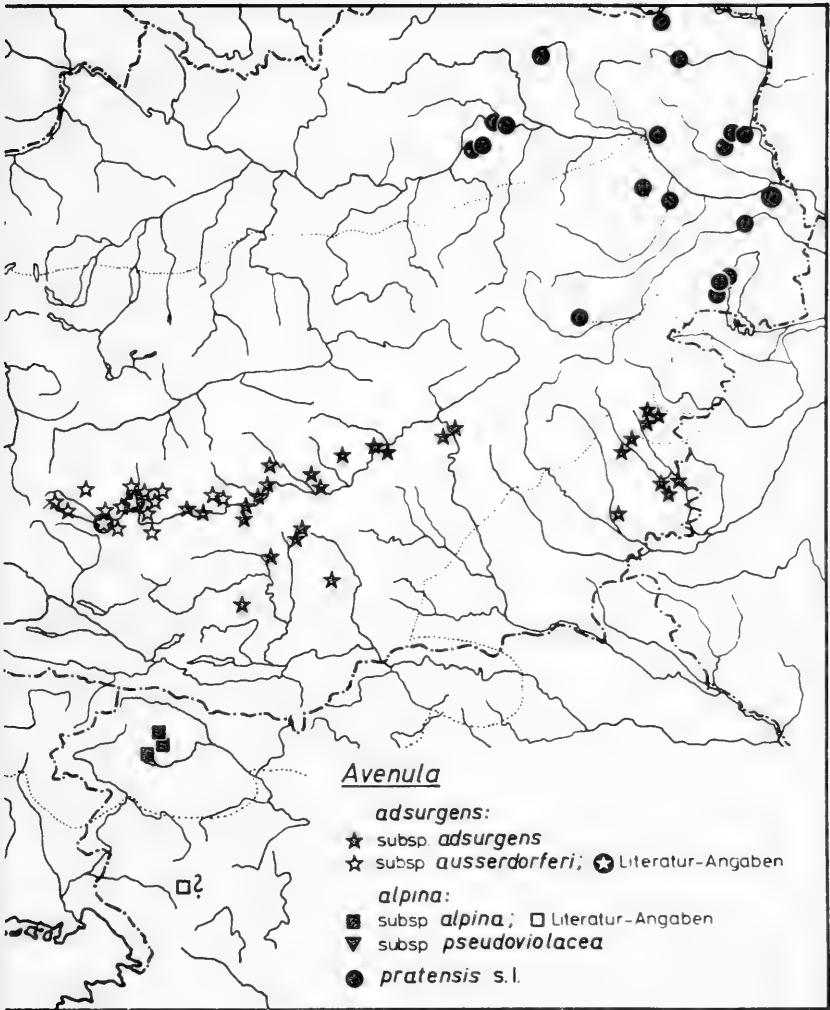 ?
Avenula
adsurgens:
subsp. adsurgens
subsp ausserdorferi; Literatur-Angaben
alpina:
subsp alpina; Literatur-Angaben
subsp pseudoviolacea
pratensis s.l.